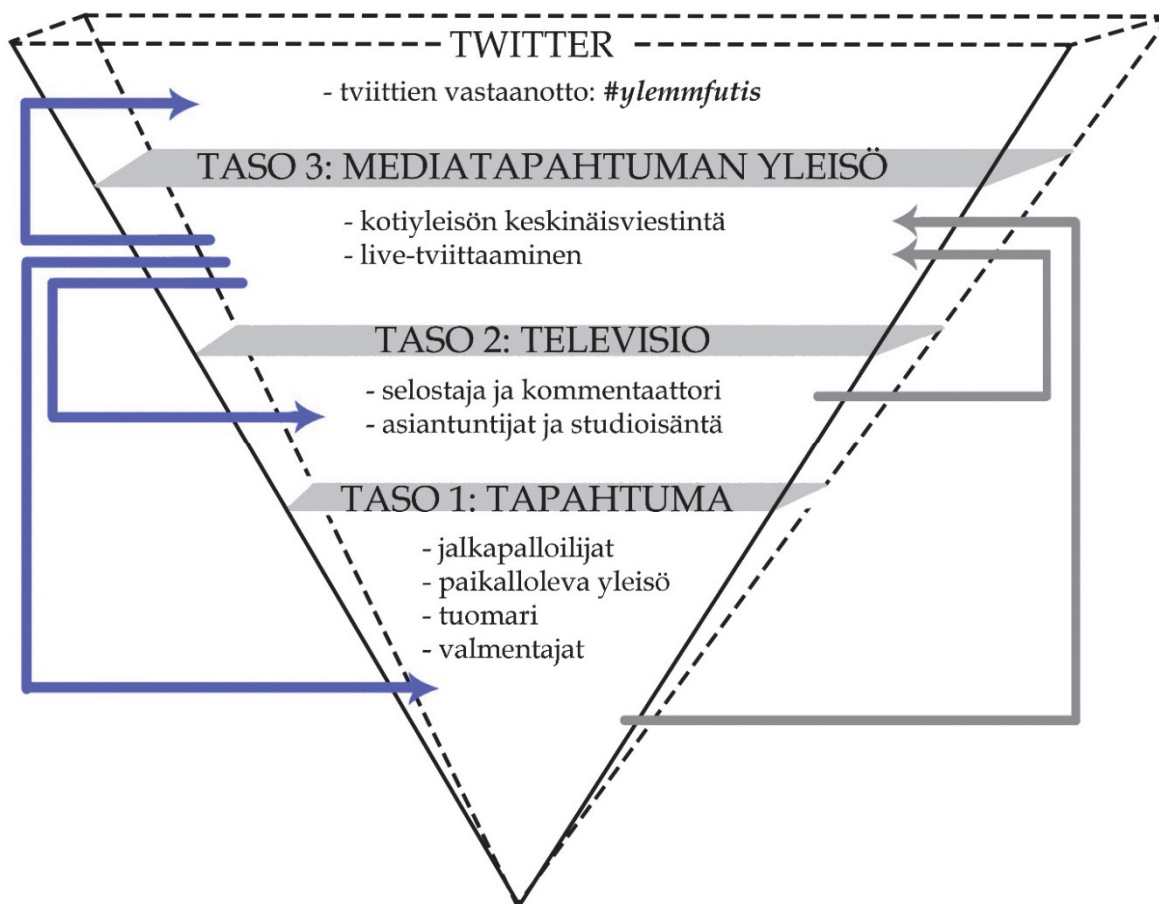 TWITTER
- tviittien vastaanotto: #ylemmfutis
TASO 3: MEDIATAPAHTUMAN YLEISÖ
- kotiyleisön keskinäisviestintä
- live-tviittaaminen
TASO 2: TELEVISIO
- selostaja ja kommentaattori
- asiantuntijat ja studioisäntä
TASO 1: TAPAHTUMA
- jalkapalloilijat
- paikalloleva yleisö
- tuomari
- valmentajat